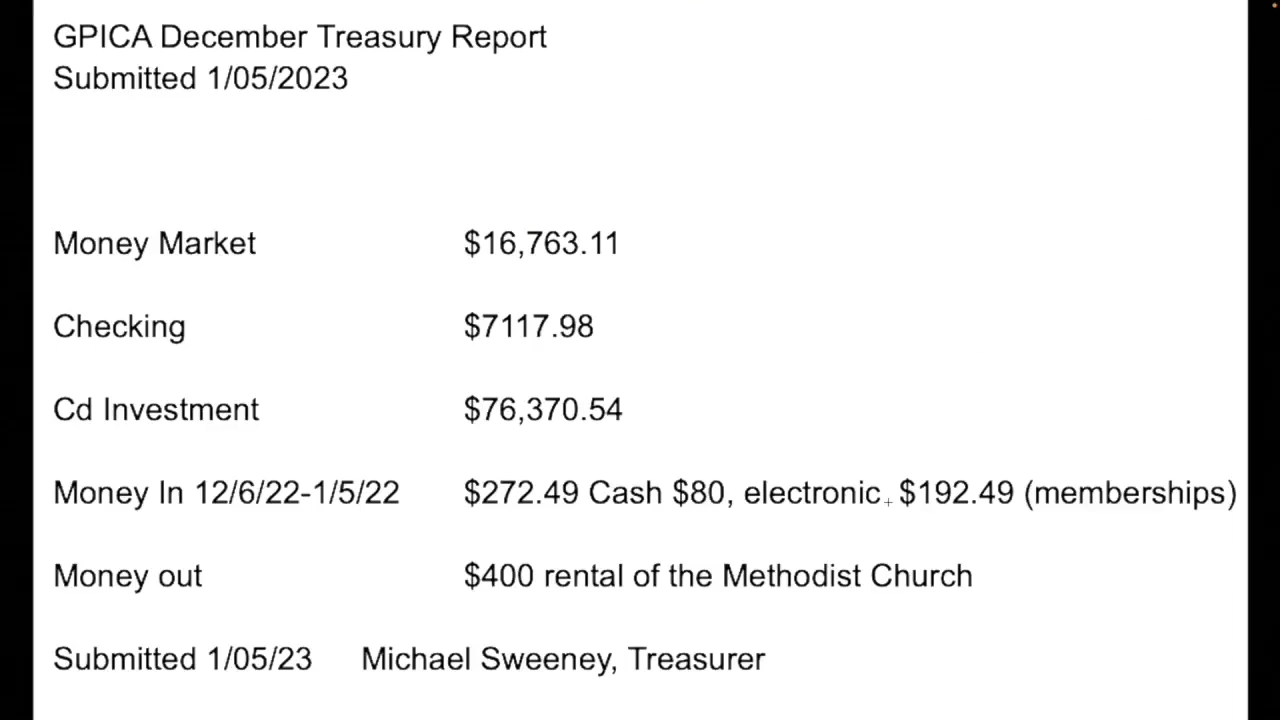 GPICA December Treasury Report
Submitted 1/05/2023
Money Market $16,763.11
Checking $7117.98
Cd Investment $76,370.54
Money In 12/6/22-1/5/22 $272.49 Cash $80, electronic, $192.49 (memberships)
Money out $400 rental of the Methodist Church
Submitted 1/05/23 Michael Sweeney, Treasurer